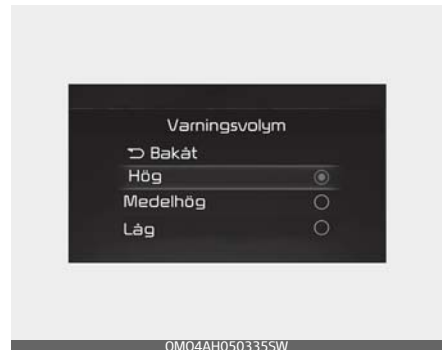 Varningsvolym
Bakåt
Hög
Medelhög
Låg
OMO4AH050335SW